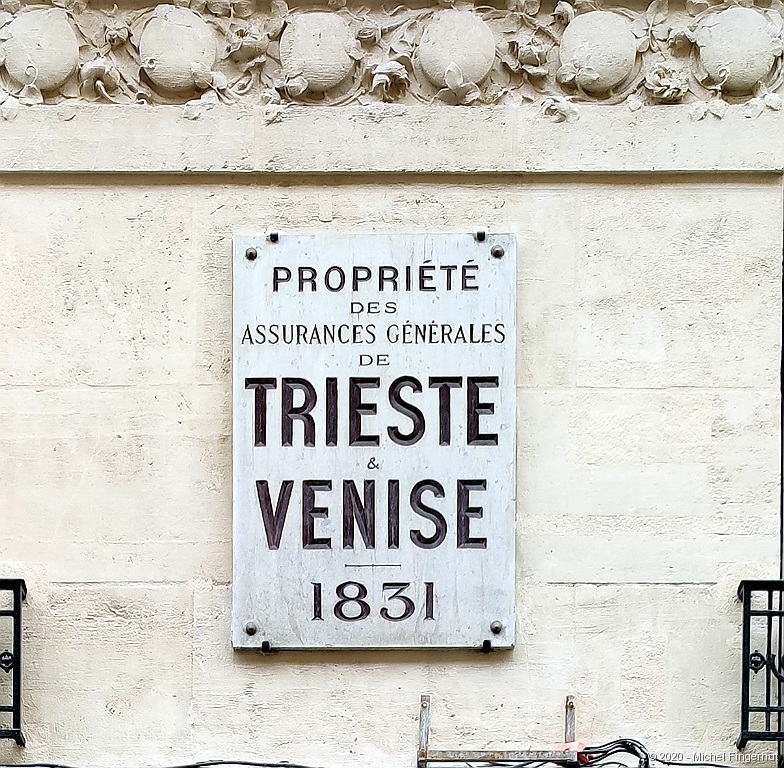 PROPRIÉTÉ
DES
ASSURANCES GÉNÉRALES
DE
TRIESTE
&
VENISE
1831
© 2020 - Michel Fingerhut